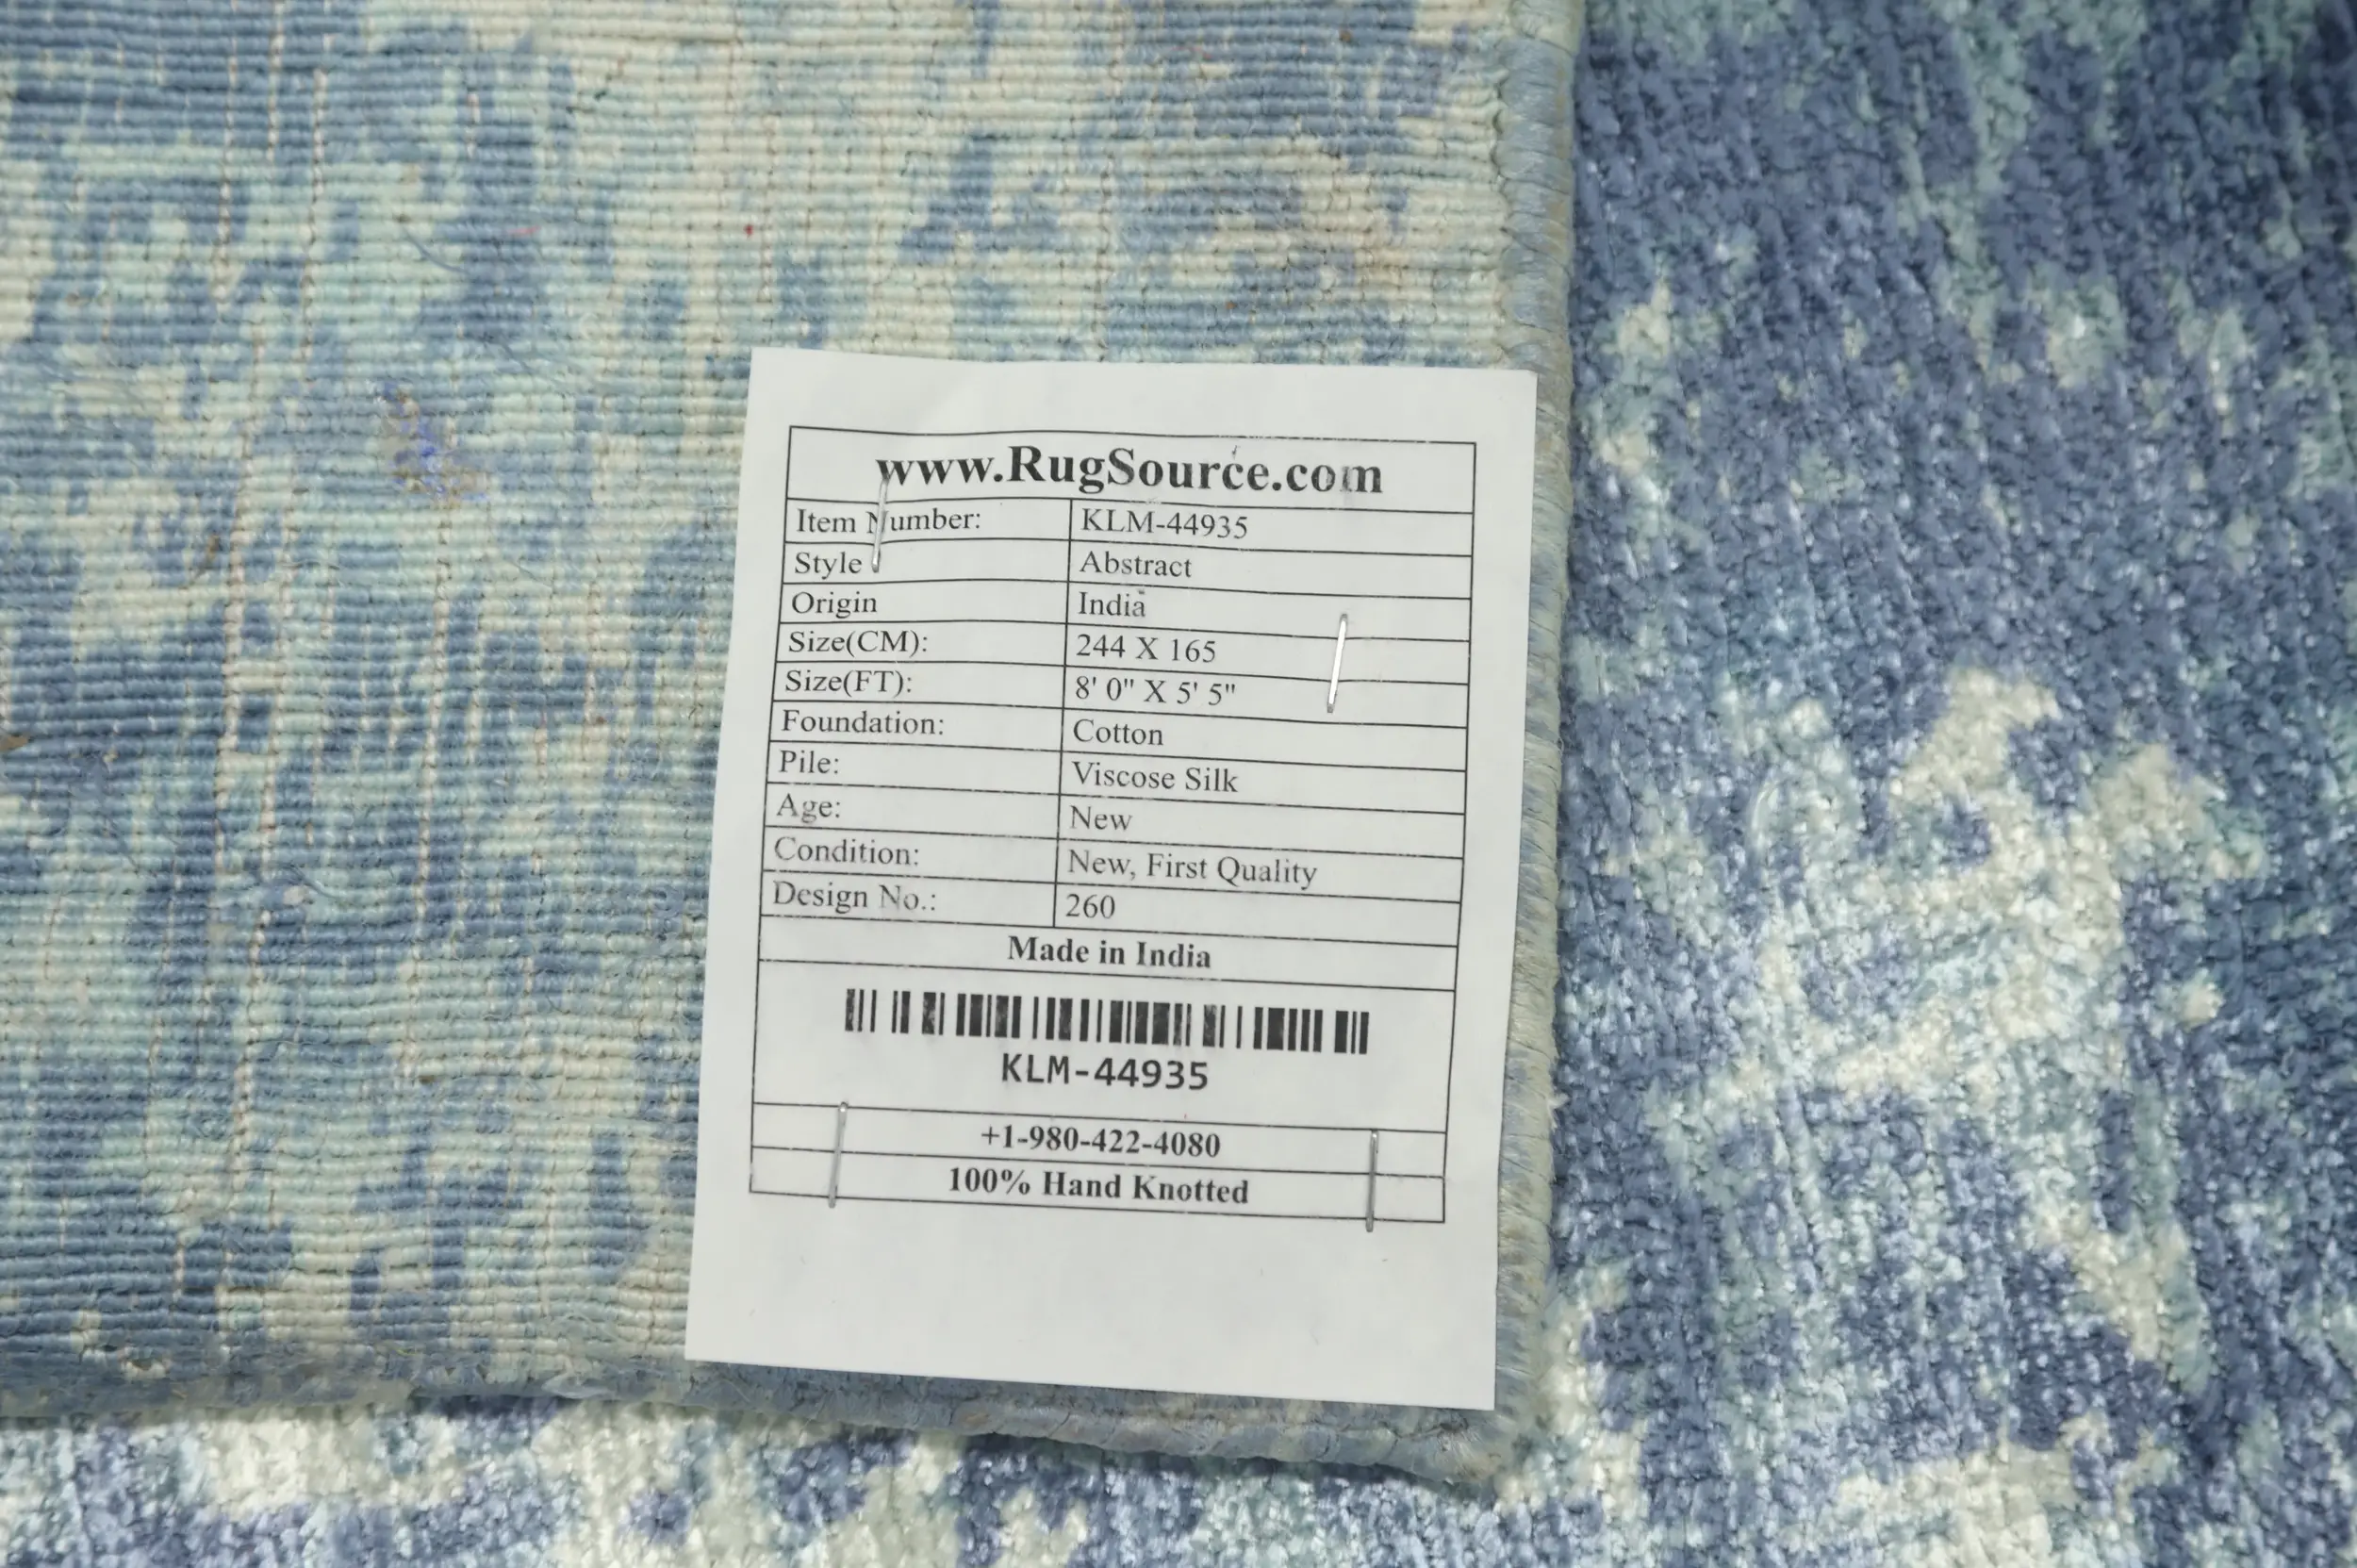 www.RugSource.com
Item Number: KLM-44935
Style Abstract
Origin India
Size(CM): 244 X 165
Size(FT): 8' 0" X 5' 5"
Foundation: Cotton
Pile: Viscose Silk
Age: New
Condition: New, First Quality
Design No.: 260
Made in India
KLM-44935
+1-980-422-4080
100% Hand Knotted